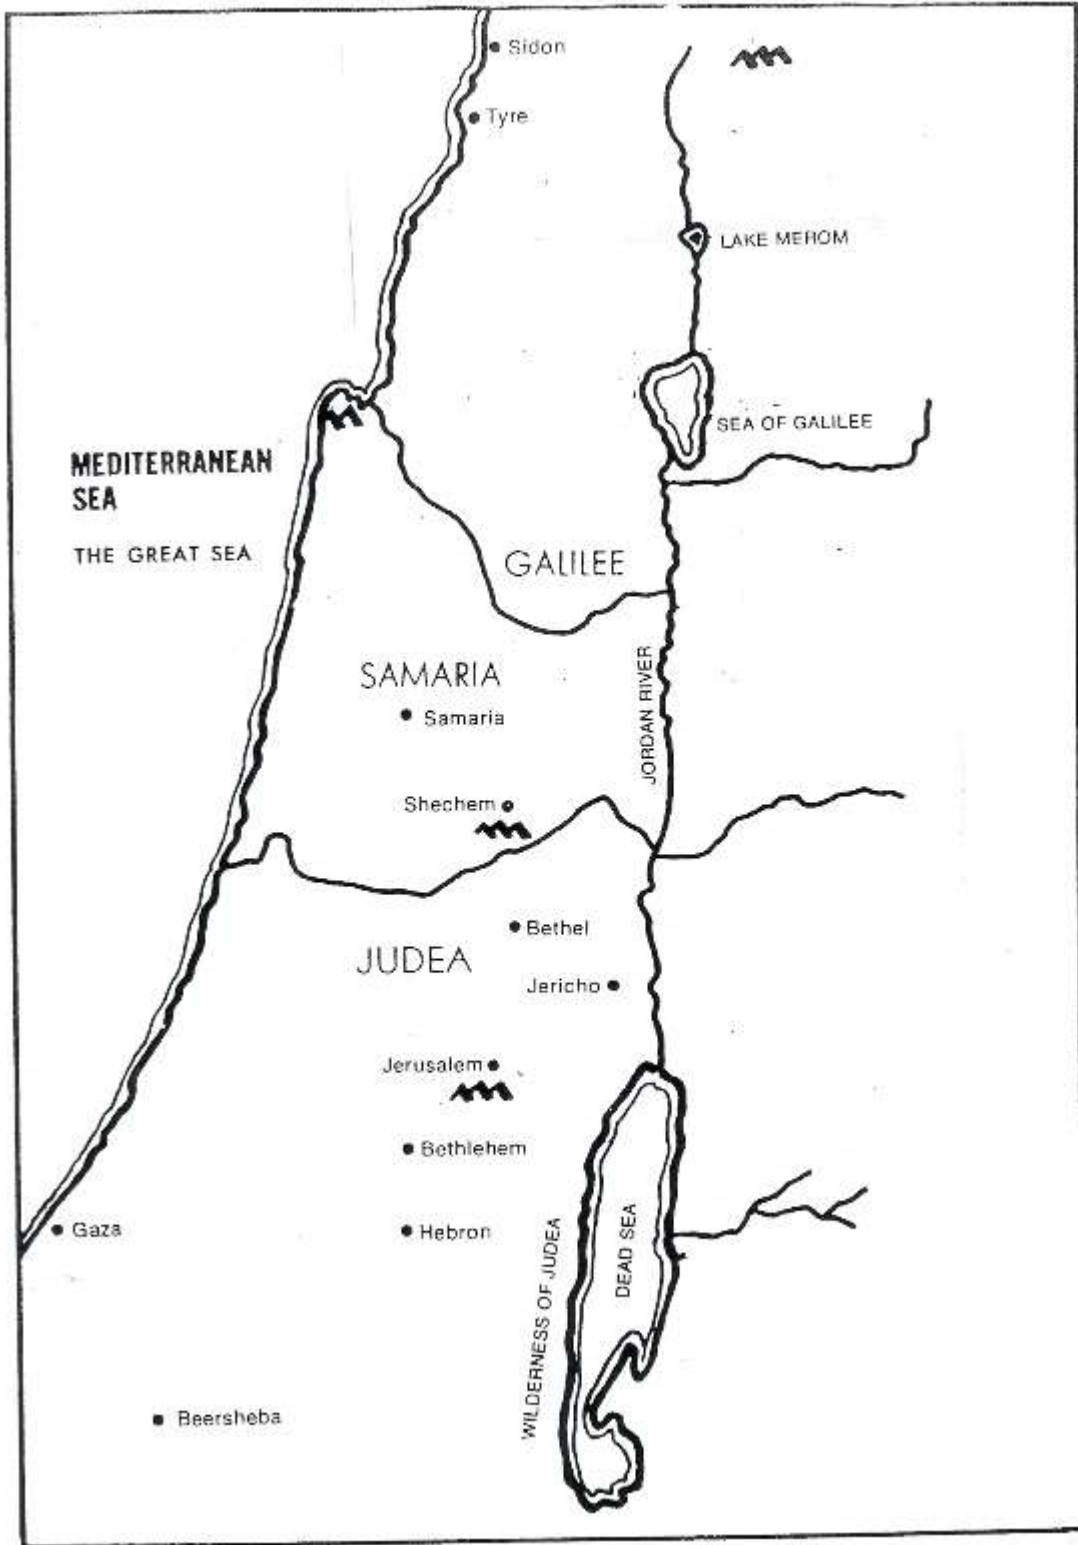 Sidon
Tyre
LAKE MEROM
SEA OF GALILEE
MEDITERRANEAN
SEA
THE GREAT SEA
GALILEE
SAMARIA
Samaria
JORDAN RIVER
Shechem
Bethel
JUDEA
Jericho
Jerusalem
Bethlehem
Gaza
Hebron
DEAD SEA
WILDERNESS OF JUDEA
Beersheba